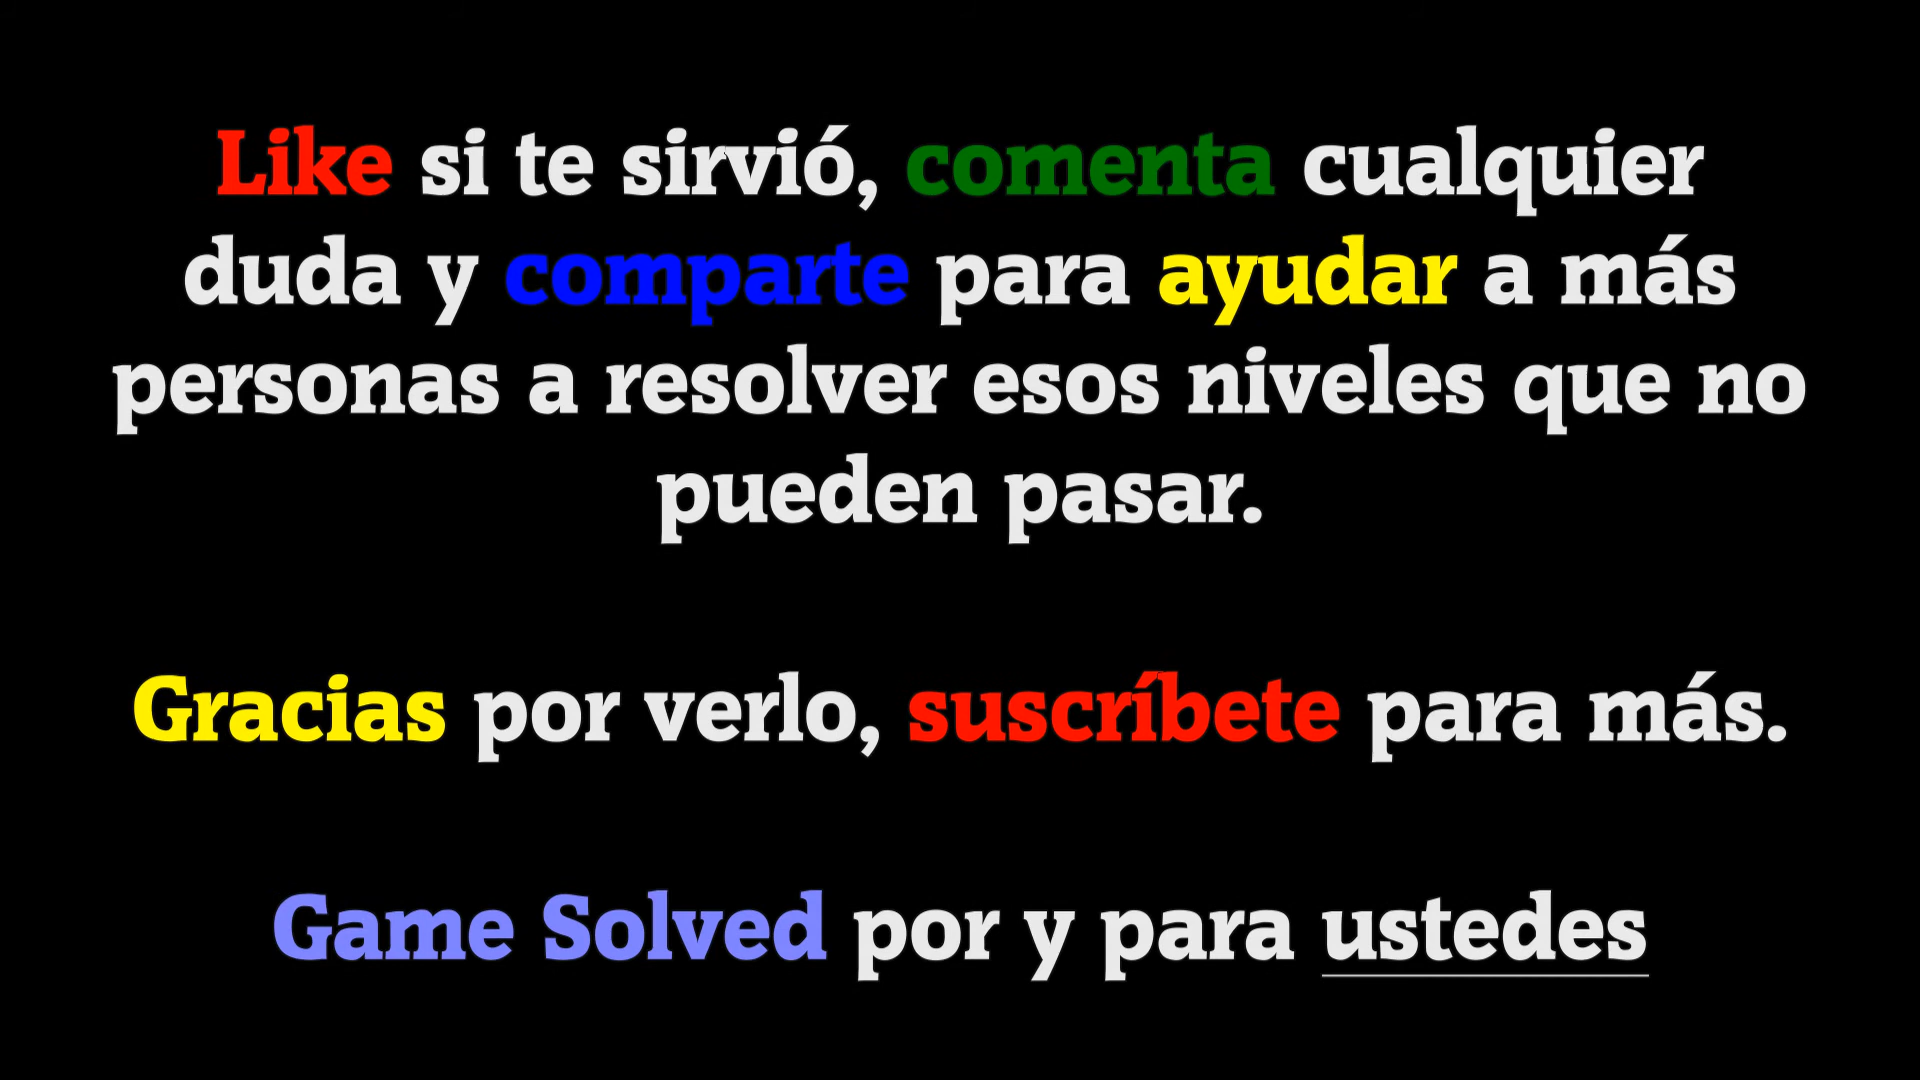 Like si te sirvió, comenta cualquier
duda y comparte para ayudar a más
personas a resolver esos niveles que no
pueden pasar.
Gracias por verlo, suscríbete para más.
Game Solved por y para ustedes